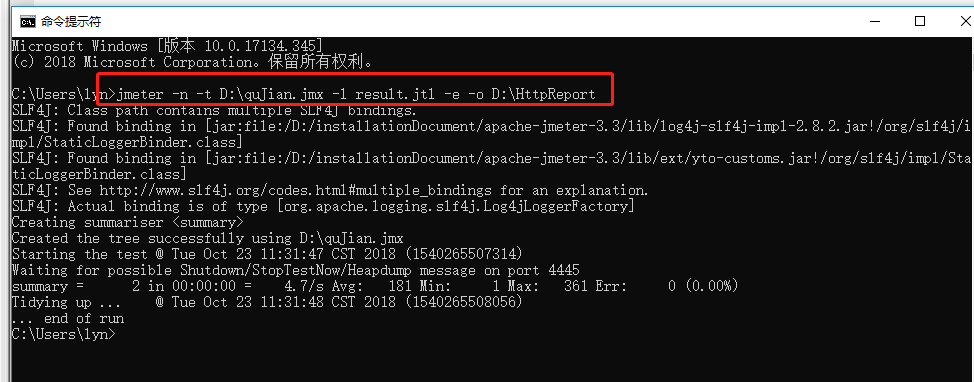 命令提示符
Microsoft Windows [版本 10.0.17134.345]
(c) 2018 Microsoft Corporation。保留所有权利。
C:\Users\lyn>jmeter -n -t D:\quJian.jmx -l result.jtl -e -o D:\HttpReport
SLF4J: Class path contains multiple SLF4J bindings.
SLF4J: Found binding in [jar:file:/D:/installationDocument/apache-jmeter-3.3/lib/log4j-slf4j-impl-2.8.2.jar!/org/slf4j/i
mpl/StaticLoggerBinder.class]
SLF4J: Found binding in [jar:file:/D:/installationDocument/apache-jmeter-3.3/lib/ext/yto-customs.jar!/org/slf4j/impl/Sta
ticLoggerBinder.class]
SLF4J: See http://www.slf4j.org/codes.html#multiple_bindings for an explanation.
SLF4J: Actual binding is of type [org.apache.logging.slf4j.Log4jLoggerFactory]
Creating summariser <summary>
Created the tree successfully using D:\quJian.jmx
Starting the test @ Tue Oct 23 11:31:47 CST 2018 (1540265507314)
Waiting for possible Shutdown/StopTestNow/Heapdump message on port 4445
summary =      2 in 00:00:00 =    4.7/s Avg:   181 Min:     1 Max:   361 Err:     0 (0.00%)
Tidying up ...    @ Tue Oct 23 11:31:48 CST 2018 (1540265508056)
... end of run
C:\Users\lyn>